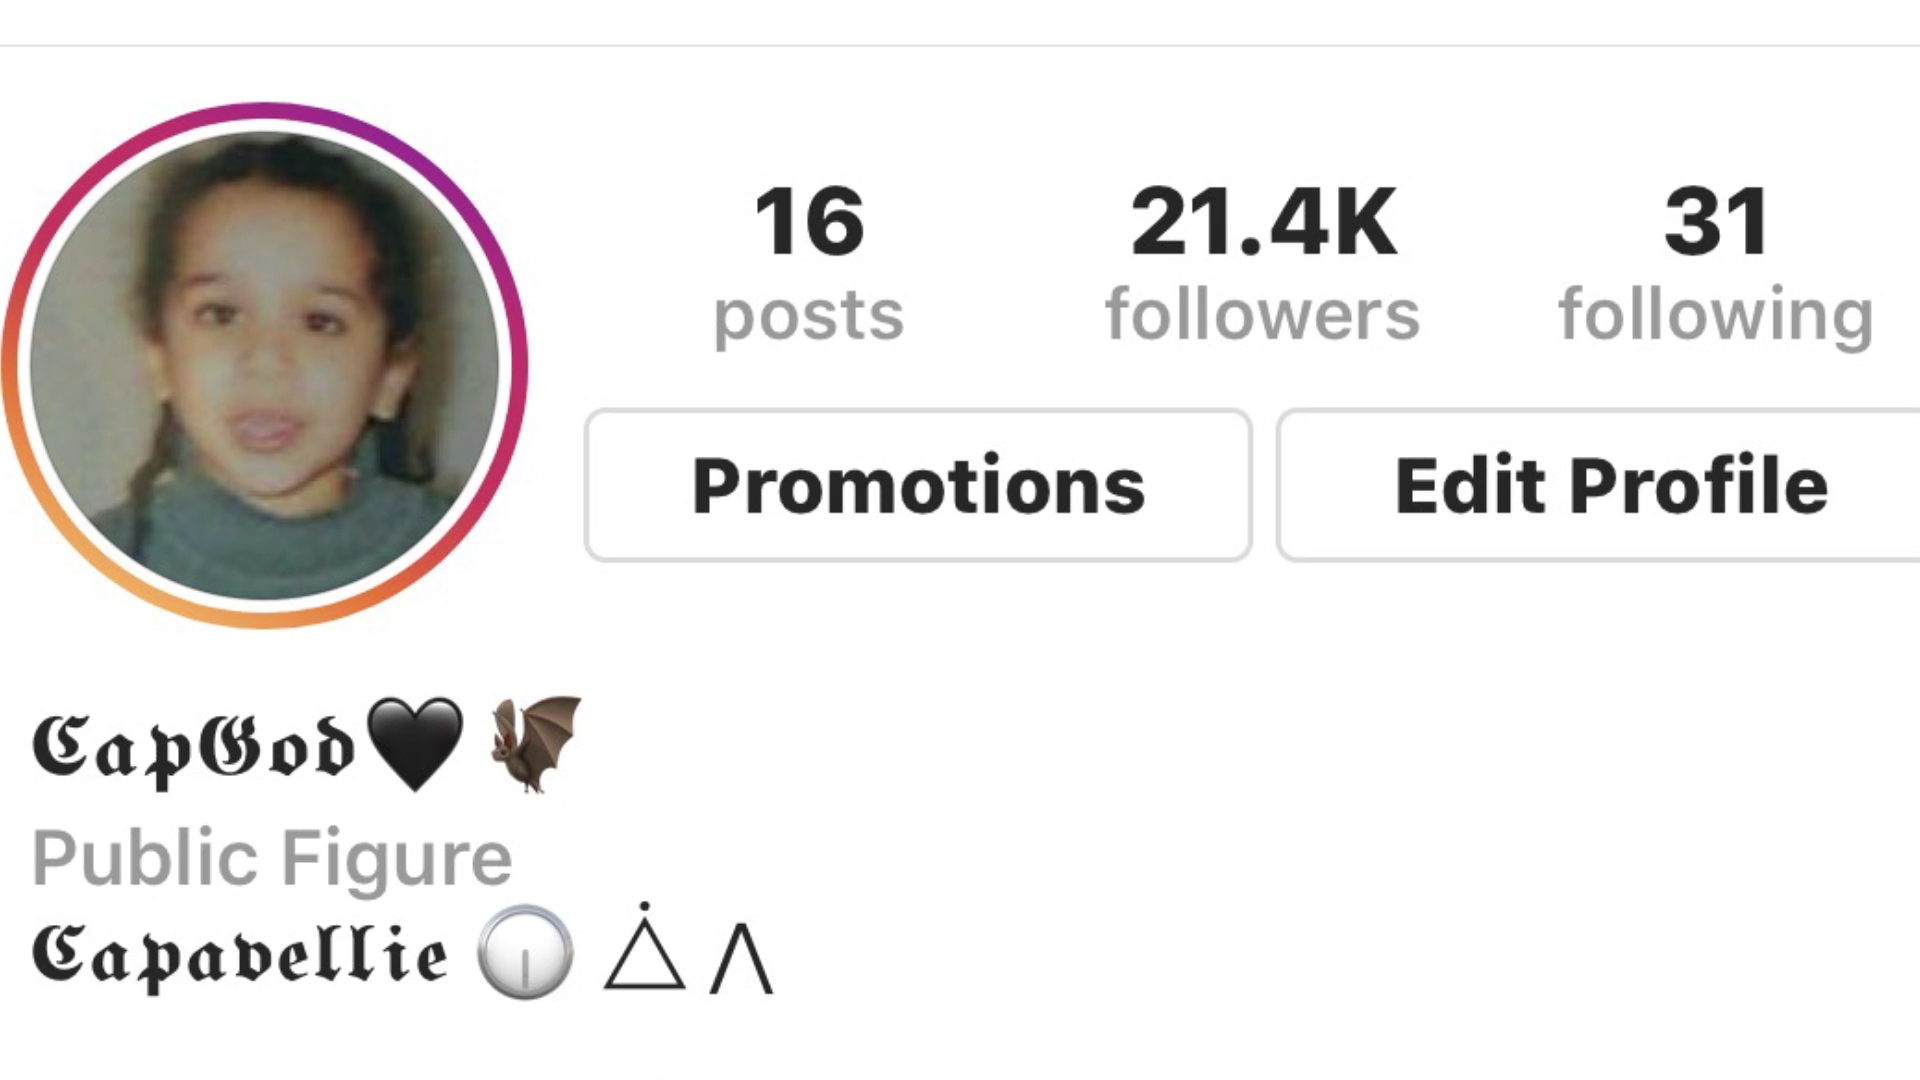 16 21.4K 31
posts followers following
Promotions Edit Profile
𝕮𝖆𝖕𝕲𝖔𝖉🖤🦇
Public Figure
𝕮𝖆𝖕𝖆𝖛𝖊𝖑𝖑𝖎𝖊 🕧 ⧊ Λ